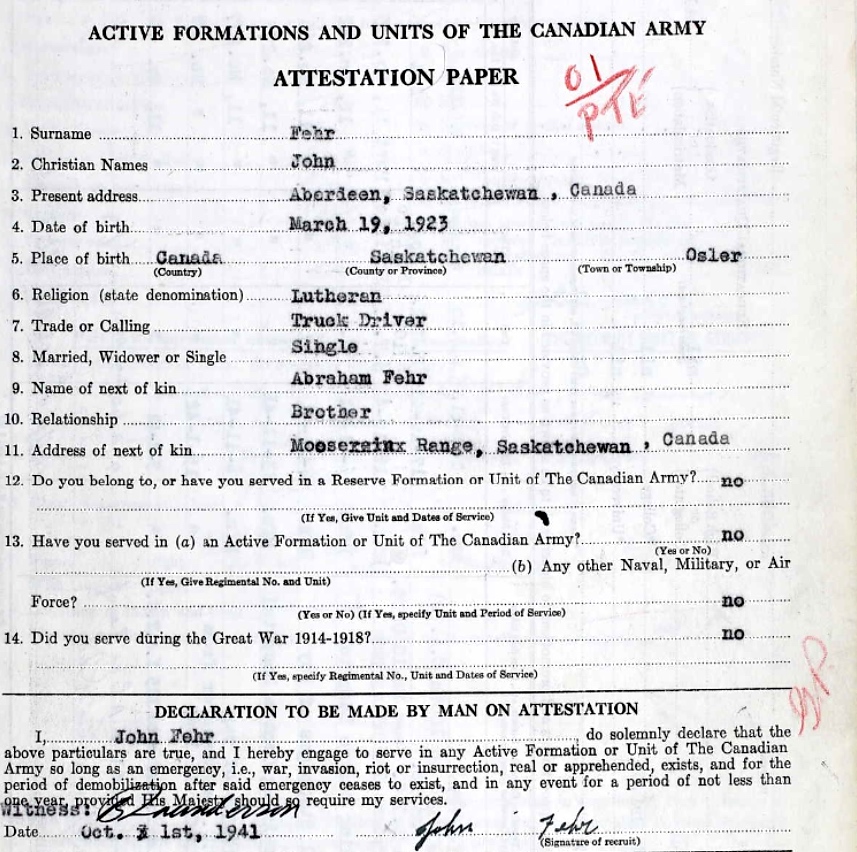 ACTIVE FORMATIONS AND UNITS OF THE CANADIAN ARMY
ATTESTATION PAPER
01
PTE
1. Surname Fehr
2. Christian Names John
3. Present address Aberdeen, Saskatchewan , Canada
4. Date of birth March 19, 1923
5. Place of birth Canada Saskatchewan Osler
(Country) (County or Province) (Town or Township)
6. Religion (state denomination) Lutheran
7. Trade or Calling Truck Driver
8. Married, Widower or Single Single
9. Name of next of kin Abraham Fehr
10. Relationship Brother
11. Address of next of kin Range, Saskatchewan , Canada
12. Do you belong to, or have you served in a Reserve Formation or Unit of The Canadian Army? no
(If Yes, Give Unit and Dates of Service)
13. Have you served in (a) an Active Formation or Unit of The Canadian Army? no
(Yes or No)
(b) Any other Naval, Military, or Air
(If Yes, Give Regimental No. and Unit)
Force? no
(Yes or No) (If Yes, specify Unit and Period of Service)
14. Did you serve during the Great War 1914-1918? no
(If Yes, specify Regimental No., Unit and Dates of Service)
DECLARATION TO BE MADE BY MAN ON ATTESTATION
I, John Fehr , do solemnly declare that the
above particulars are true, and I hereby engage to serve in any Active Formation or Unit of The Canadian
Army so long as an emergency, i.e., war, invasion, riot or insurrection, real or apprehended, exists, and for the
period of demobilization after said emergency ceases to exist, and in any event for a period of not less than
one year, provided His Majesty should so require my services.
Witness:
Date Oct. 1st, 1941 John Fehr
(Signature of recruit)